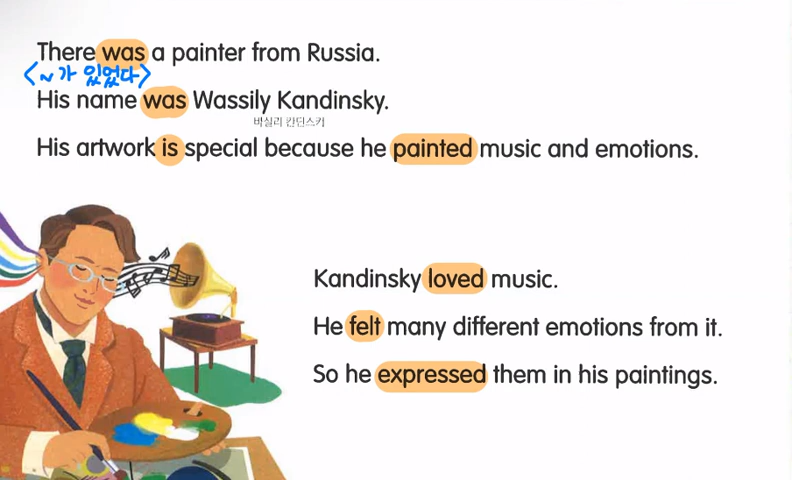 There was a painter from Russia.
<~가 있었다>
His name was Wassily Kandinsky.
바실리 칸딘스키
His artwork is special because he painted music and emotions.
Kandinsky loved music.
He felt many different emotions from it.
So he expressed them in his paintings.